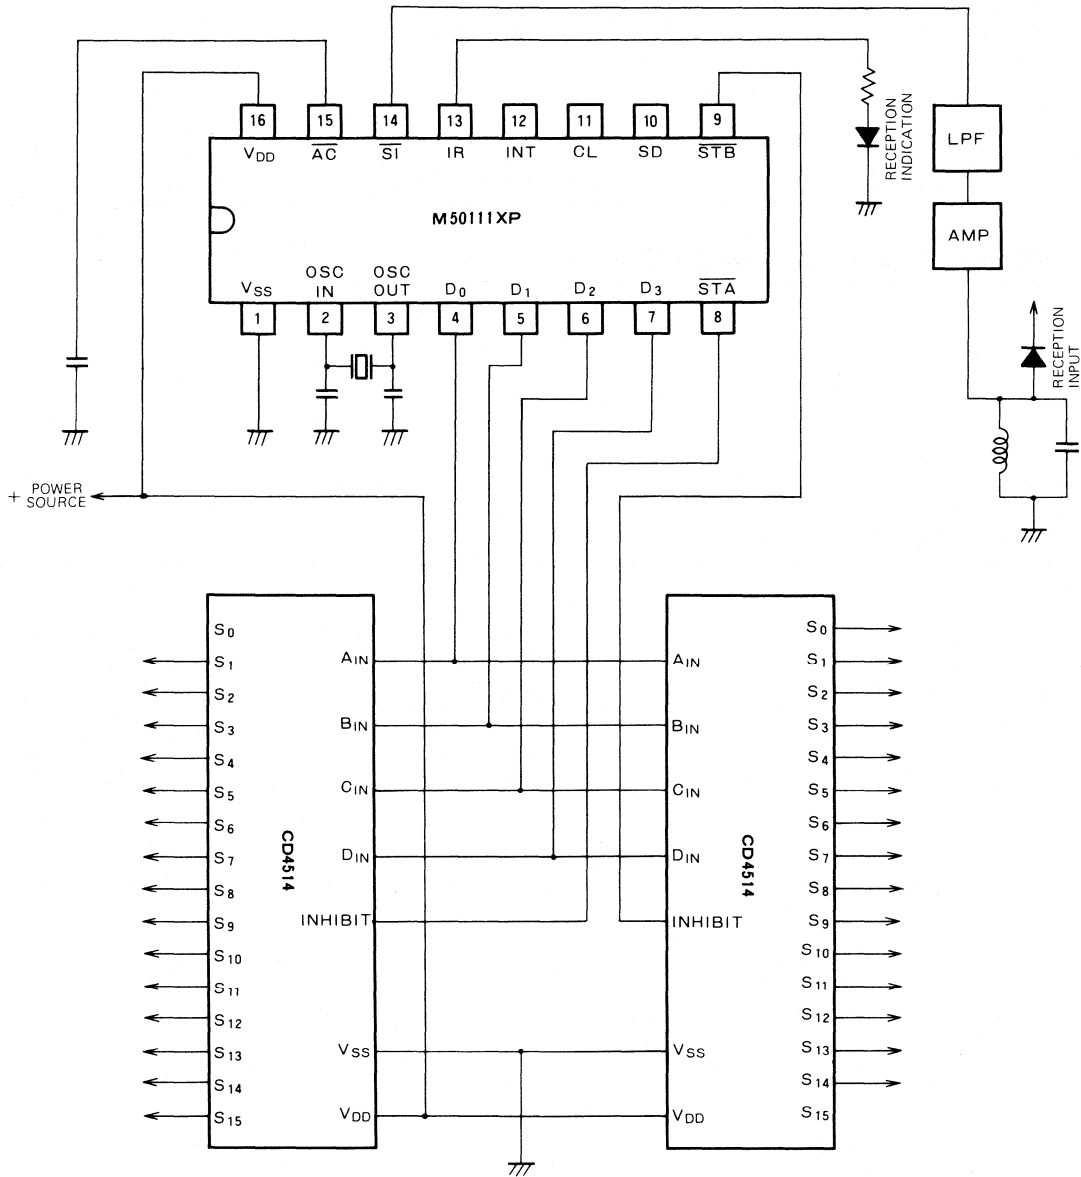 16 15 14 13 12 11 10 9
VDD AC SI IR INT CL SD STB
M50111XP
VSS OSC IN OSC OUT D0 D1 D2 D3 STA
1 2 3 4 5 6 7 8
RECEPTION
INDICATION
LPF
AMP
RECEPTION
INPUT
+ POWER
SOURCE
S0
S1
S2
S3
S4
S5
S6
S7
S8
S9
S10
S11
S12
S13
S14
S15
CD4514
AIN
BIN
CIN
DIN
INHIBIT
VSS
VDD
AIN
BIN
CIN
DIN
INHIBIT
VSS
VDD
CD4514
S0
S1
S2
S3
S4
S5
S6
S7
S8
S9
S10
S11
S12
S13
S14
S15